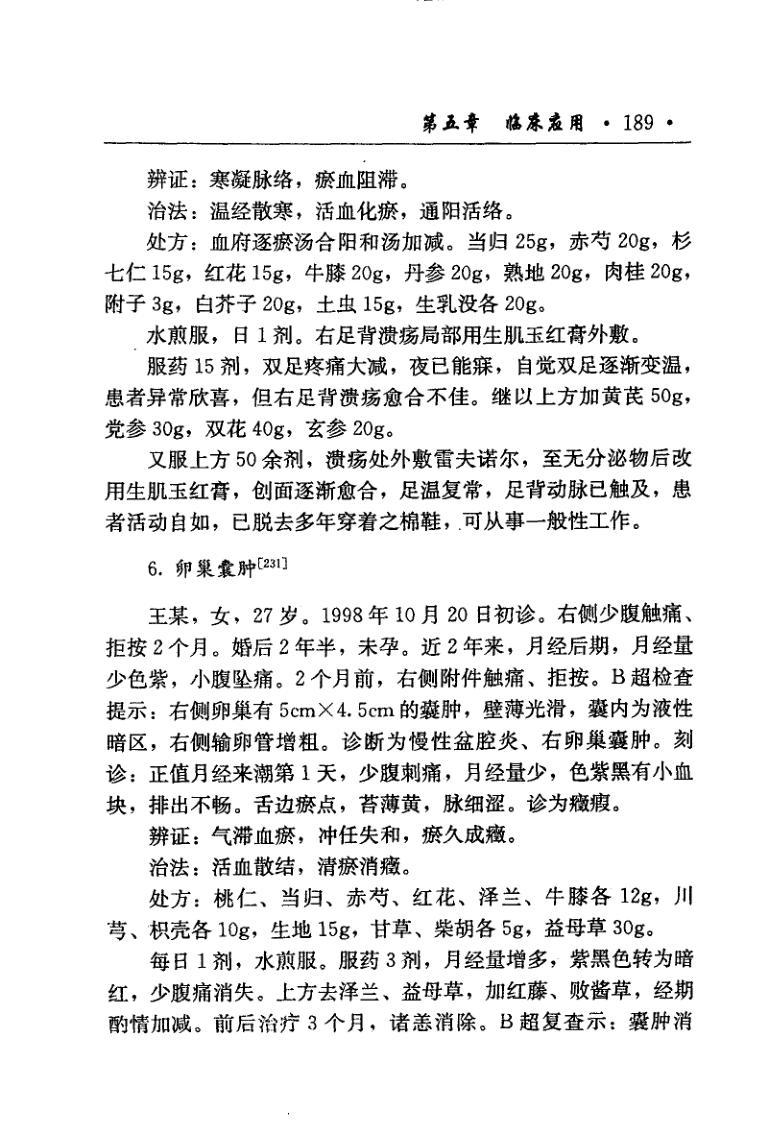 第五章 临床应用 · 189 ·
辨证：寒凝脉络，瘀血阻滞。
治法：温经散寒，活血化瘀，通阳活络。
处方：血府逐瘀汤合阳和汤加减。当归 25g，赤芍 20g，杉
七仁 15g，红花 15g，牛膝 20g，丹参 20g，熟地 20g，肉桂 20g，
附子 3g，白芥子 20g，土虫 15g，生乳没各 20g。
水煎服，日 1 剂。右足背溃疡局部用生肌玉红膏外敷。
服药 15 剂，双足疼痛大减，夜已能寐，自觉双足逐渐变温，
患者异常欣喜，但右足背溃疡愈合不佳。继以上方加黄芪 50g，
党参 30g，双花 40g，玄参 20g。
又服上方 50 余剂，溃疡处外敷雷夫诺尔，至无分泌物后改
用生肌玉红膏，创面逐渐愈合，足温复常，足背动脉已触及，患
者活动自如，已脱去多年穿着之棉鞋，可从事一般性工作。
6. 卵巢囊肿[231]
王某，女，27 岁。1998 年 10 月 20 日初诊。右侧少腹触痛、
拒按 2 个月。婚后 2 年半，未孕。近 2 年来，月经后期，月经量
少色紫，小腹坠痛。2 个月前，右侧附件触痛、拒按。B 超检查
提示：右侧卵巢有 5cm×4.5cm 的囊肿，壁薄光滑，囊内为液性
暗区，右侧输卵管增粗。诊断为慢性盆腔炎、右卵巢囊肿。刻
诊：正值月经来潮第 1 天，少腹刺痛，月经量少，色紫黑有小血
块，排出不畅。舌边瘀点，苔薄黄，脉细涩。诊为癥瘕。
辨证：气滞血瘀，冲任失和，瘀久成癥。
治法：活血散结，清瘀消癥。
处方：桃仁、当归、赤芍、红花、泽兰、牛膝各 12g，川
芎、枳壳各 10g，生地 15g，甘草、柴胡各 5g，益母草 30g。
每日 1 剂，水煎服。服药 3 剂，月经量增多，紫黑色转为暗
红，少腹痛消失。上方去泽兰、益母草，加红藤、败酱草，经期
酌情加减。前后治疗 3 个月，诸恙消除。B 超复查示：囊肿消